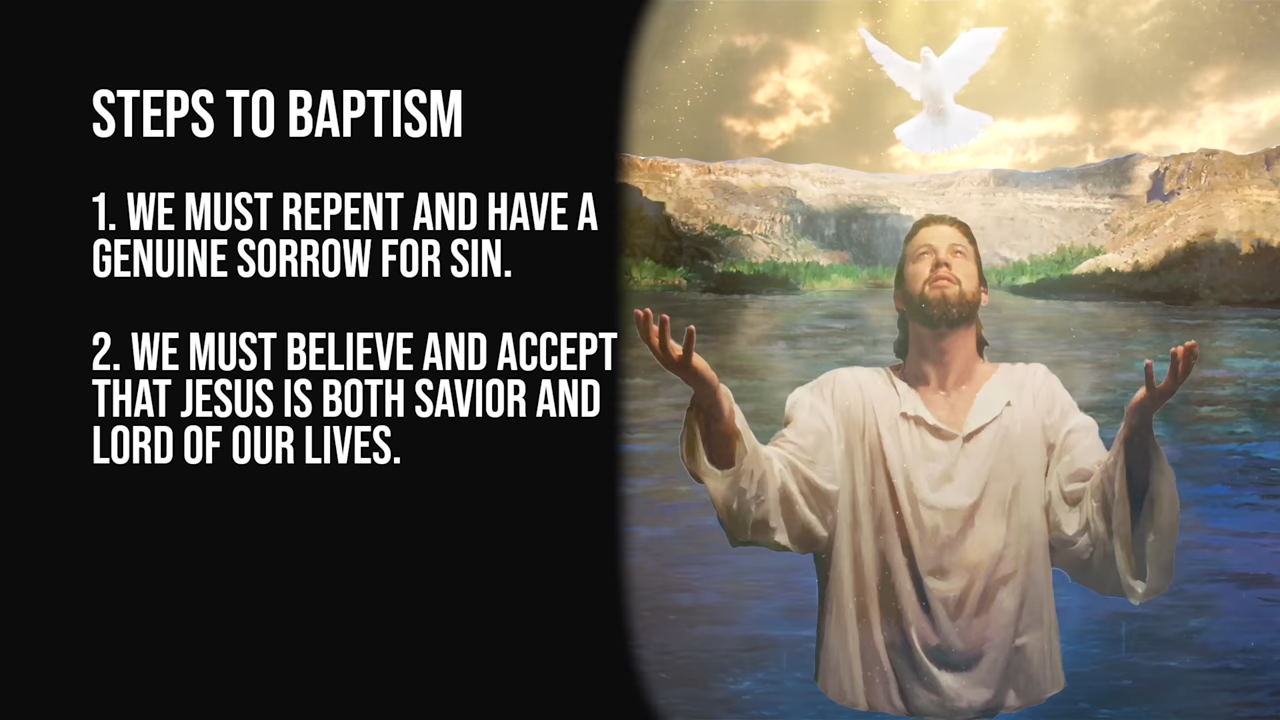 STEPS TO BAPTISM
1. WE MUST REPENT AND HAVE A
GENUINE SORROW FOR SIN.
2. WE MUST BELIEVE AND ACCEPT
THAT JESUS IS BOTH SAVIOR AND
LORD OF OUR LIVES.